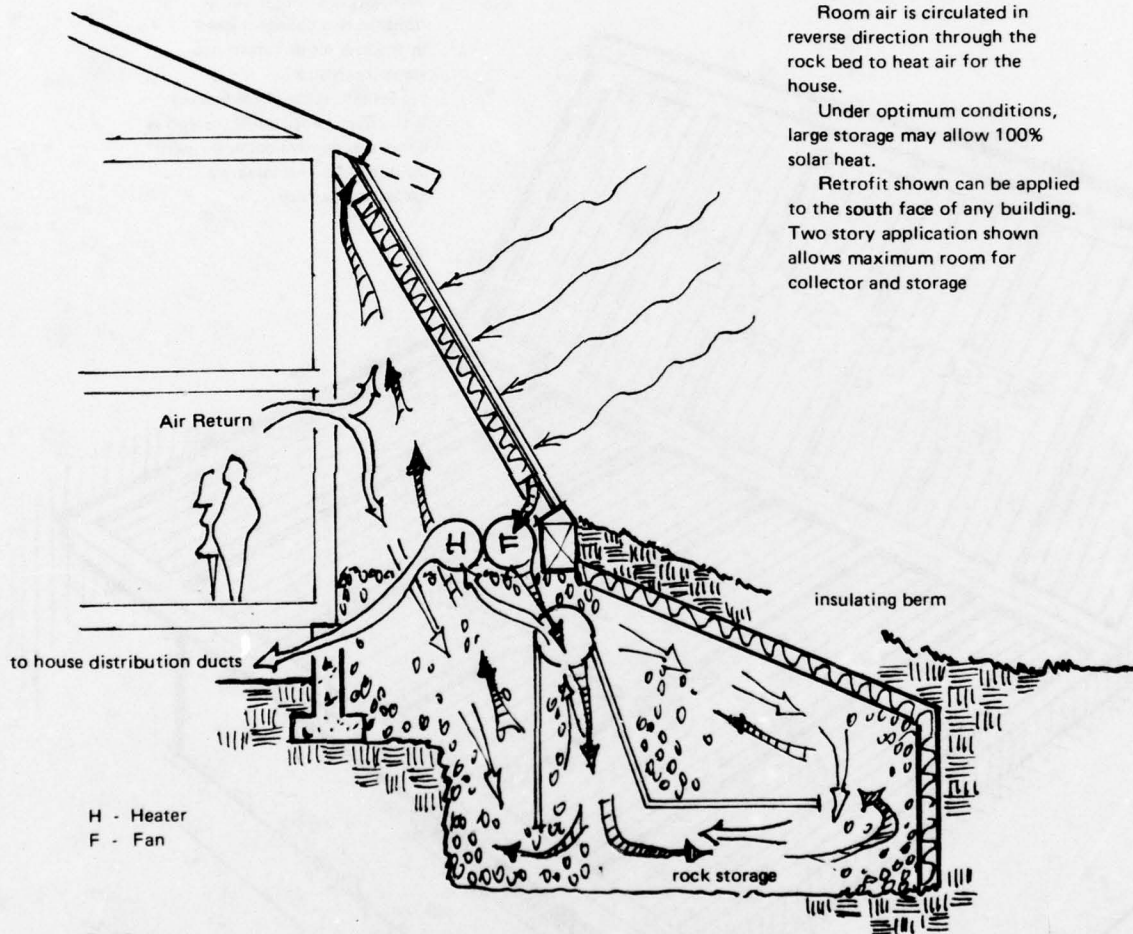 Room air is circulated in
reverse direction through the
rock bed to heat air for the
house.
Under optimum conditions,
large storage may allow 100%
solar heat.
Retrofit shown can be applied
to the south face of any building.
Two story application shown
allows maximum room for
collector and storage
Air Return
H
F
insulating berm
to house distribution ducts
H - Heater
F - Fan
rock storage